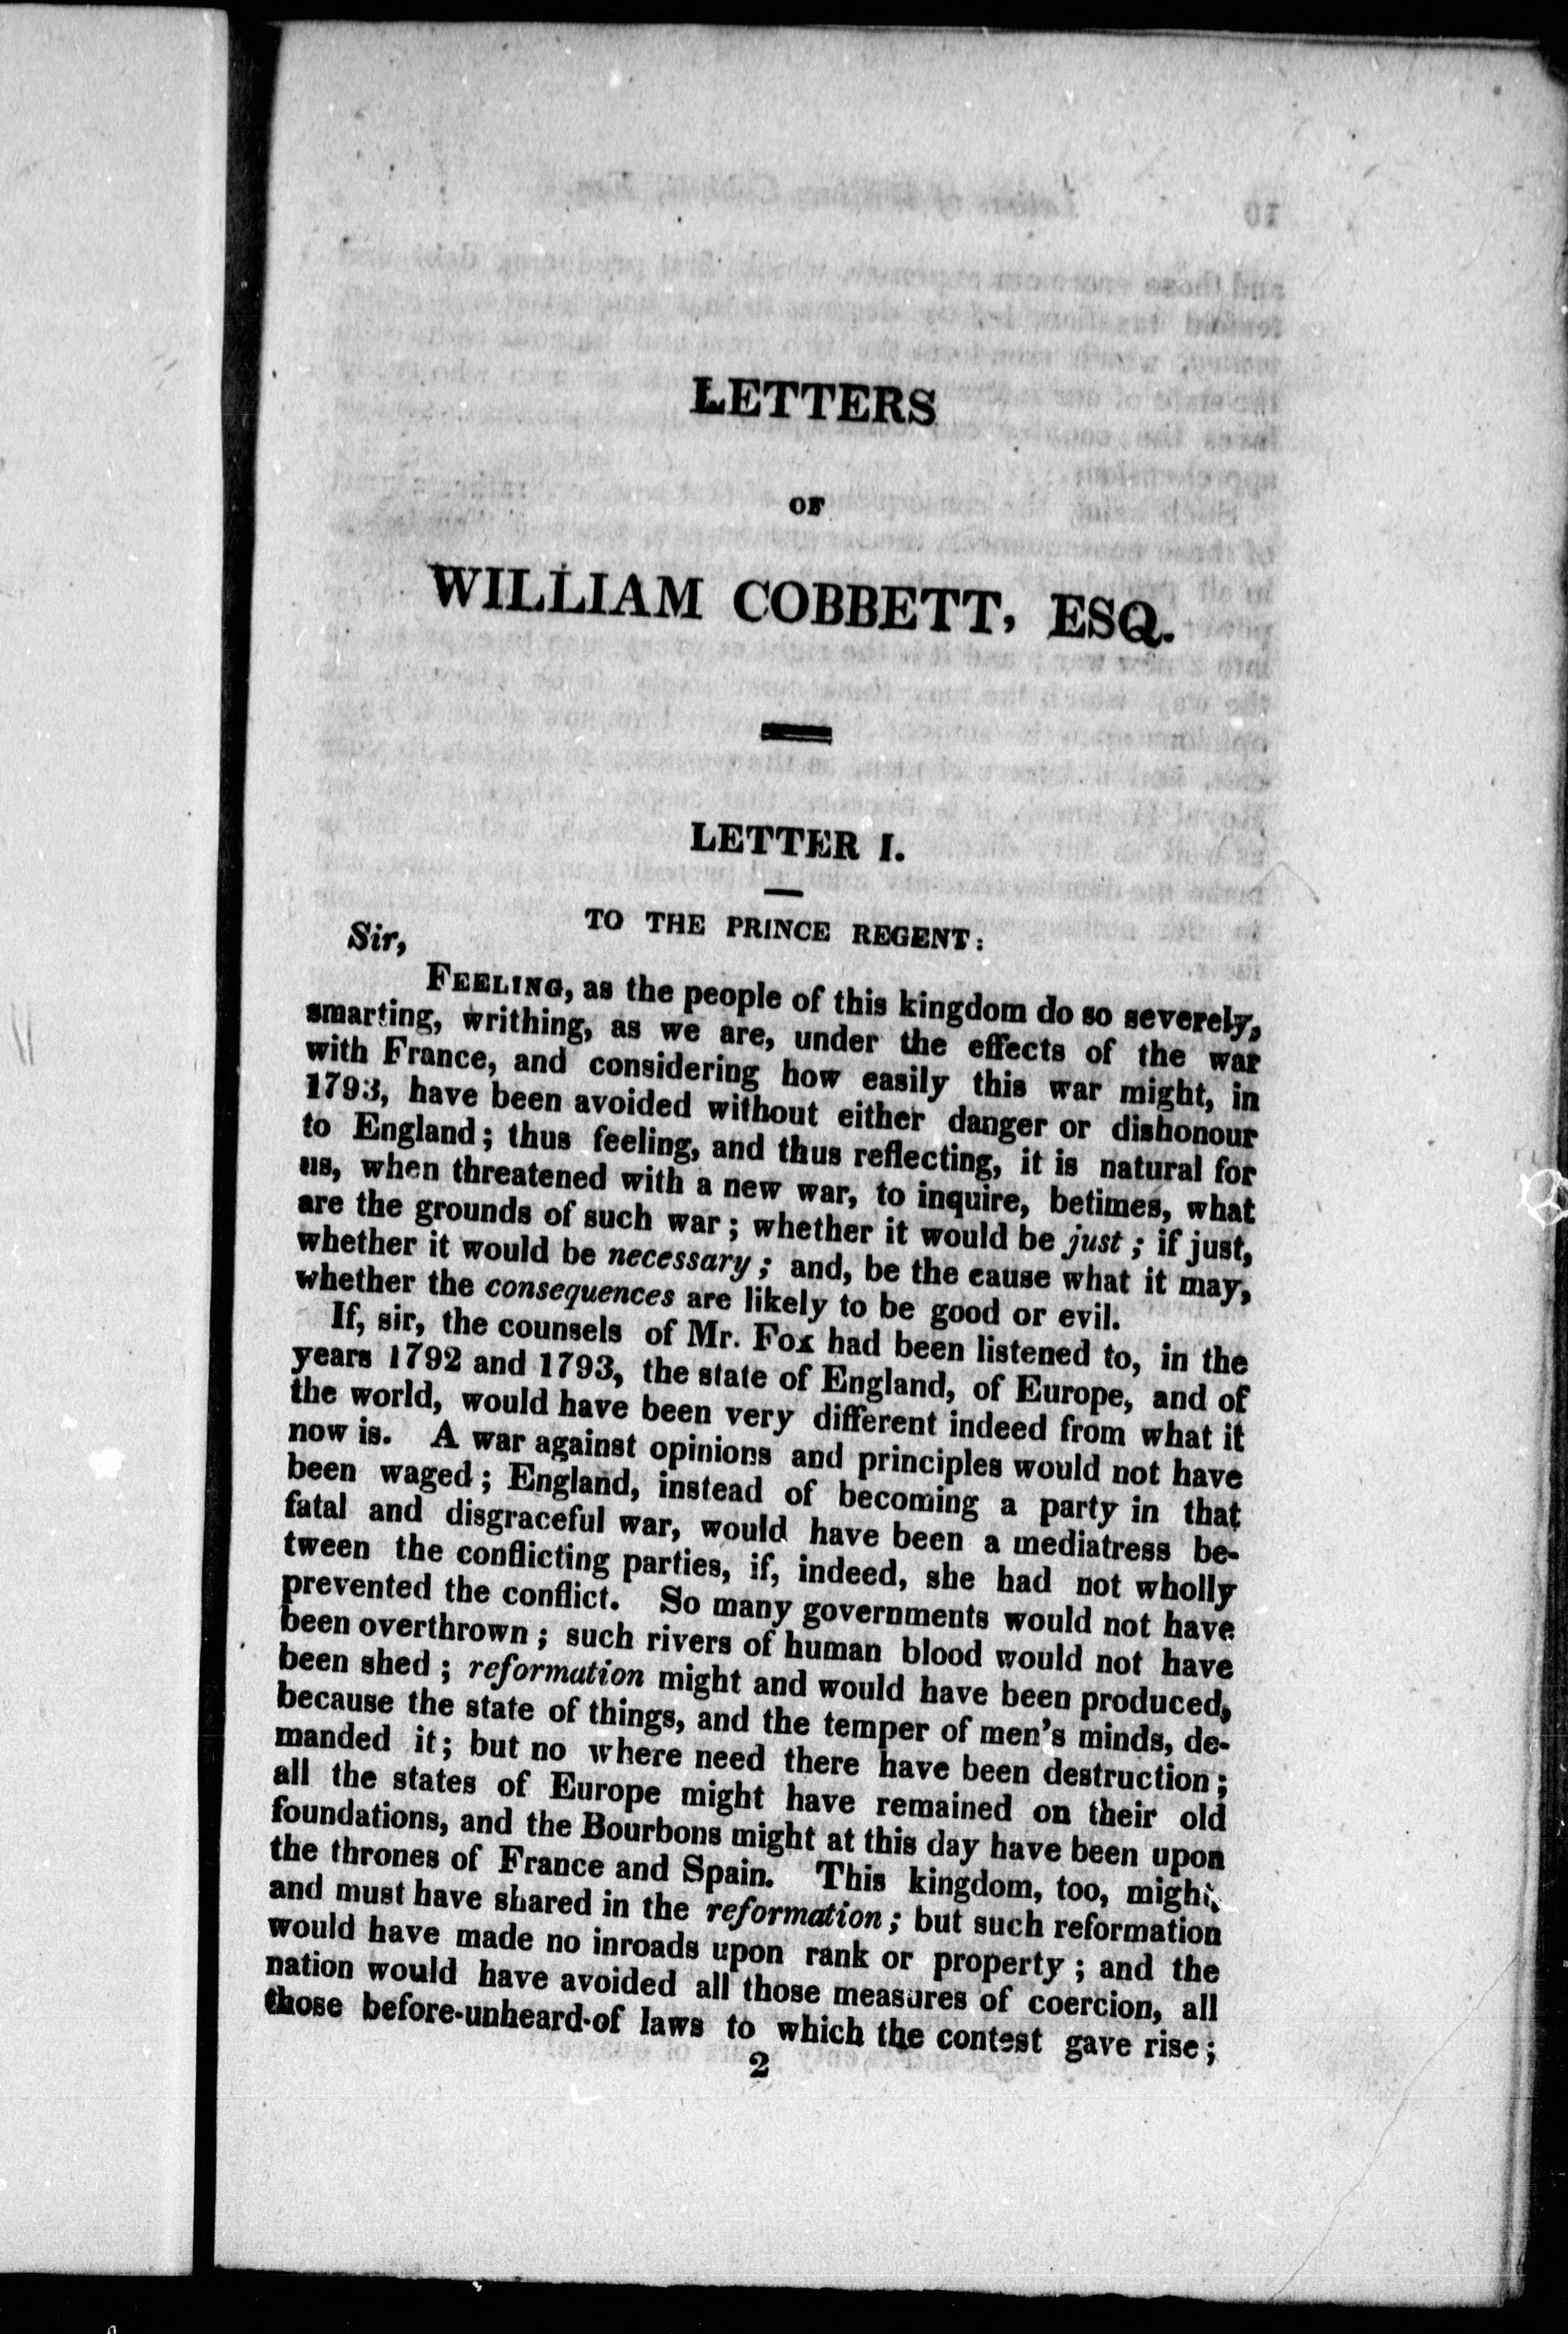 LETTERS
OF
WILLIAM COBBETT, ESQ.
LETTER I.
TO THE PRINCE REGENT:
Sir,
FEELING, as the people of this kingdom do so severely,
smarting, writhing, as we are, under the effects of the war
with France, and considering how easily this war might, in
1793, have been avoided without either danger or dishonour
to England; thus feeling, and thus reflecting, it is natural for
us, when threatened with a new war, to inquire, betimes, what
are the grounds of such war; whether it would be just; if just,
whether it would be necessary; and, be the cause what it may,
whether the consequences are likely to be good or evil.
If, sir, the counsels of Mr. Fox had been listened to, in the
years 1792 and 1793, the state of England, of Europe, and of
the world, would have been very different indeed from what it
now is. A war against opinions and principles would not have
been waged; England, instead of becoming a party in that
fatal and disgraceful war, would have been a mediatress be-
tween the conflicting parties, if, indeed, she had not wholly
prevented the conflict. So many governments would not have
been overthrown; such rivers of human blood would not have
been shed; reformation might and would have been produced,
because the state of things, and the temper of men's minds, de-
manded it; but no where need there have been destruction;
all the states of Europe might have remained on their old
foundations, and the Bourbons might at this day have been upon
the thrones of France and Spain. This kingdom, too, might,
and must have shared in the reformation; but such reformation
would have made no inroads upon rank or property; and the
nation would have avoided all those measures of coercion, all
those before-unheard-of laws to which the contest gave rise;
2